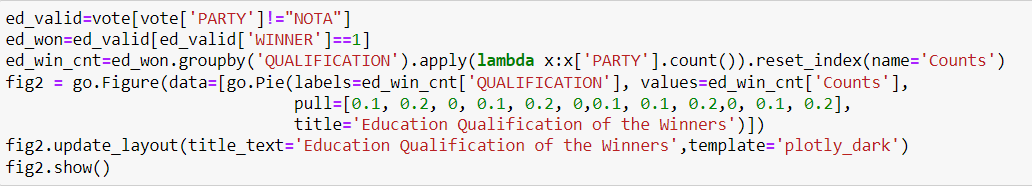 ed_valid=vote[vote['PARTY']!="NOTA"]
ed_won=ed_valid[ed_valid['WINNER']==1]
ed_win_cnt=ed_won.groupby('QUALIFICATION').apply(lambda x:x['PARTY'].count()).reset_index(name='Counts')
fig2 = go.Figure(data=[go.Pie(labels=ed_win_cnt['QUALIFICATION'], values=ed_win_cnt['Counts'],
pull=[0.1, 0.2, 0, 0.1, 0.2, 0,0.1, 0.1, 0.2,0, 0.1, 0.2],
title='Education Qualification of the Winners')])
fig2.update_layout(title_text='Education Qualification of the Winners',template='plotly_dark')
fig2.show()